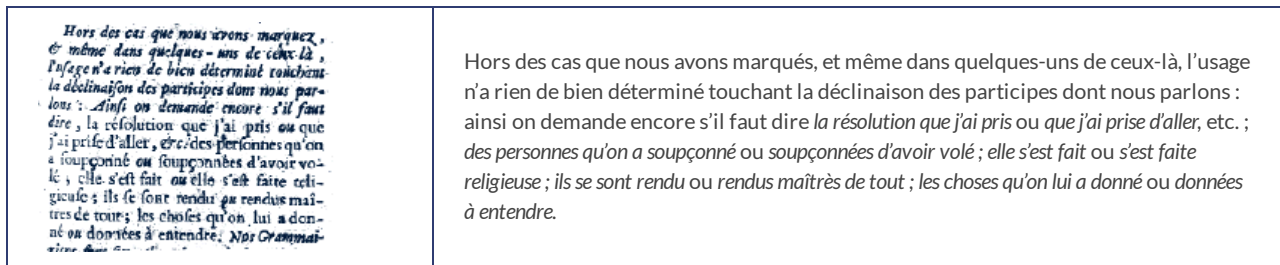 Hors des cas que nous avons marquez,
& même dans quelques-uns de ceux-là,
l'usage n'a rien de bien déterminé touchant
la déclinaison des participes dont nous par-
lons : Ainsi on demande encore s'il faut
dire, la résolution que j'ai pris ou que
j'ai prise d'aller, &c. des personnes qu'on
a soupçonné ou soupçonnées d'avoir vo-
lé ; elle s'est fait ou elle s'est faite reli-
gieuse ; ils se sont rendu ou rendus maî-
tres de tout ; les choses qu'on lui a don-
né ou données à entendre. Nos Grammai-
Hors des cas que nous avons marqués, et même dans quelques-uns de ceux-là, l’usage
n’a rien de bien déterminé touchant la déclinaison des participes dont nous parlons :
ainsi on demande encore s’il faut dire la résolution que j’ai pris ou que j’ai prise d’aller, etc. ;
des personnes qu’on a soupçonné ou soupçonnées d’avoir volé ; elle s’est fait ou s’est faite
religieuse ; ils se sont rendu ou rendus maîtrès de tout ; les choses qu’on lui a donné ou données
à entendre.